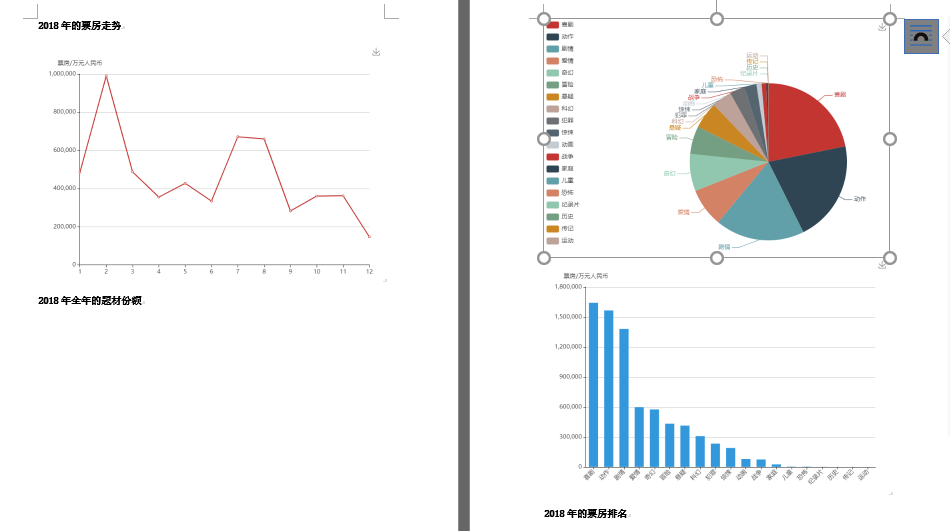 2018 年的票房走势
票房/万元人民币
1,000,000
800,000
600,000
400,000
200,000
0
1 2 3 4 5 6 7 8 9 10 11 12
2018 年全年的题材份额
喜剧
动作
剧情
爱情
奇幻
冒险
悬疑
科幻
犯罪
惊悚
动画
战争
家庭
儿童
恐怖
纪录片
历史
传记
运动
运动
传记
历史
纪录片
恐怖
儿童
家庭
战争
动画
惊悚
犯罪
科幻
悬疑
冒险
奇幻
爱情
剧情
动作
喜剧
票房/万元人民币
1,800,000
1,500,000
1,200,000
900,000
600,000
300,000
0
喜剧 动作 剧情 爱情 奇幻 冒险 悬疑 科幻 犯罪 惊悚 动画 战争 家庭 儿童 恐怖 纪录片 历史 传记 运动
2018 年的票房排名